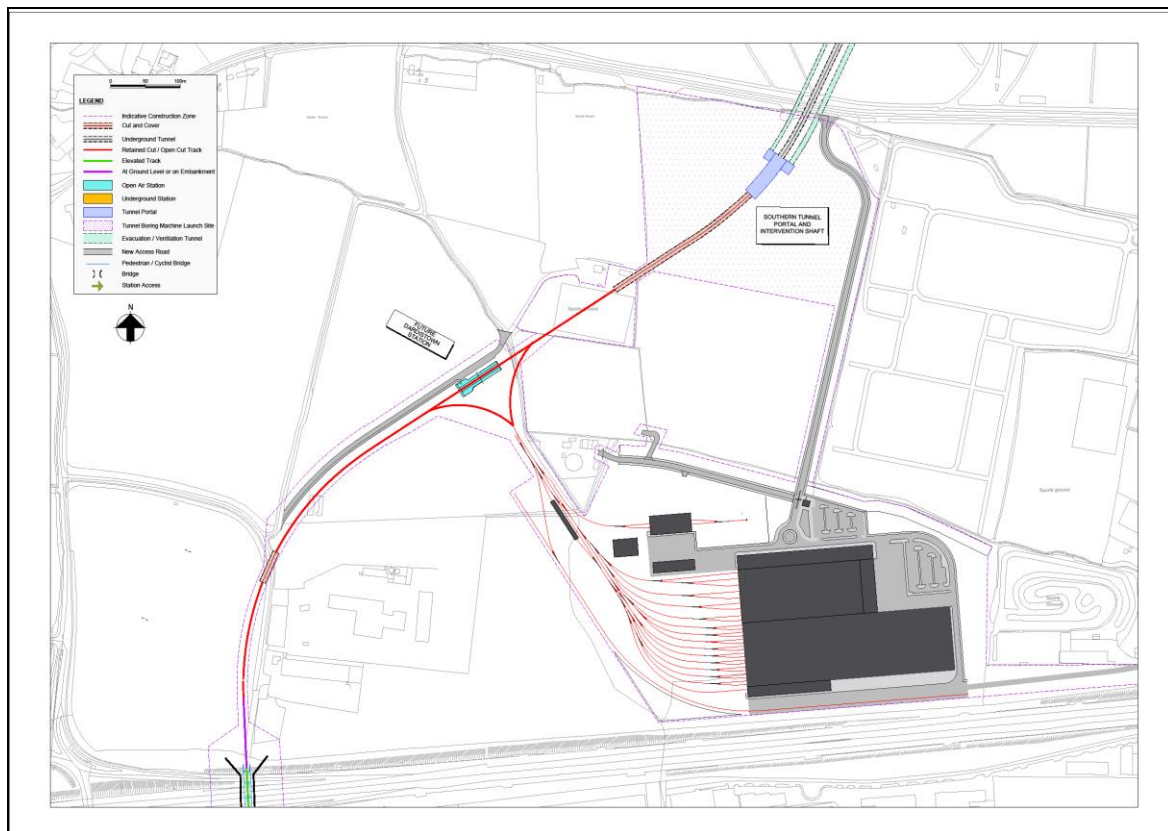 0 50 100m
LEGEND
Indicative Construction Zone
Cut and Cover
Underground Tunnel
Retained Cut / Open Cut Track
Elevated Track
At Ground Level or on Embankment
Open Air Station
Underground Station
Tunnel Portal
Tunnel Boring Machine Launch Site
Evacuation / Ventilation Tunnel
New Access Road
Pedestrian / Cyclist Bridge
Bridge
Station Access
N
SOUTHERN TUNNEL
PORTAL AND
INTERVENTION SHAFT
FUTURE
DARDISTOWN
STATION
Sports ground
Sports ground